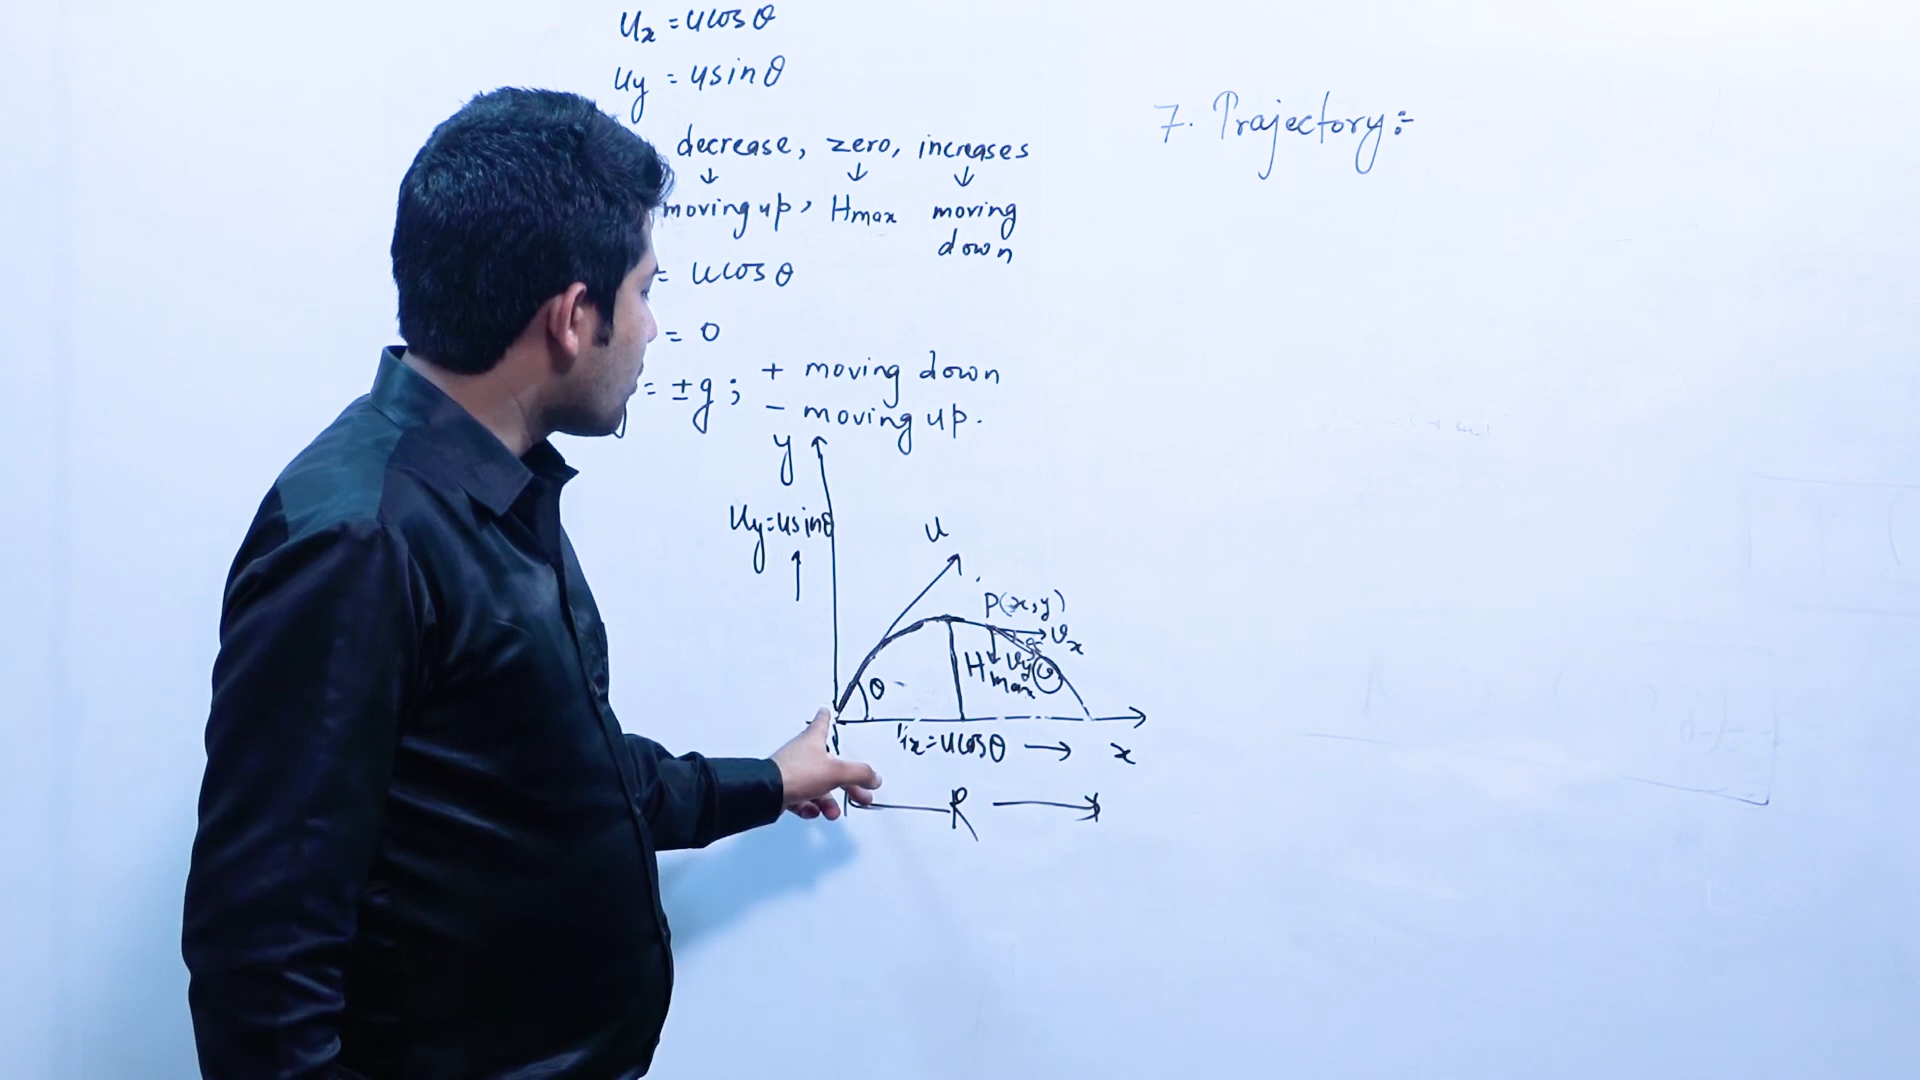 ux = ucosθ
uy = usinθ
decrease, zero, increases
↓ ↓ ↓
moving up, Hmax moving down
= ucosθ
= 0
= ±g ; + moving down
- moving up.
y
uy=usinθ
u
P(x,y)
vx
vy
Hmax
θ
ux=ucosθ → x
R
7. Trajectory:-